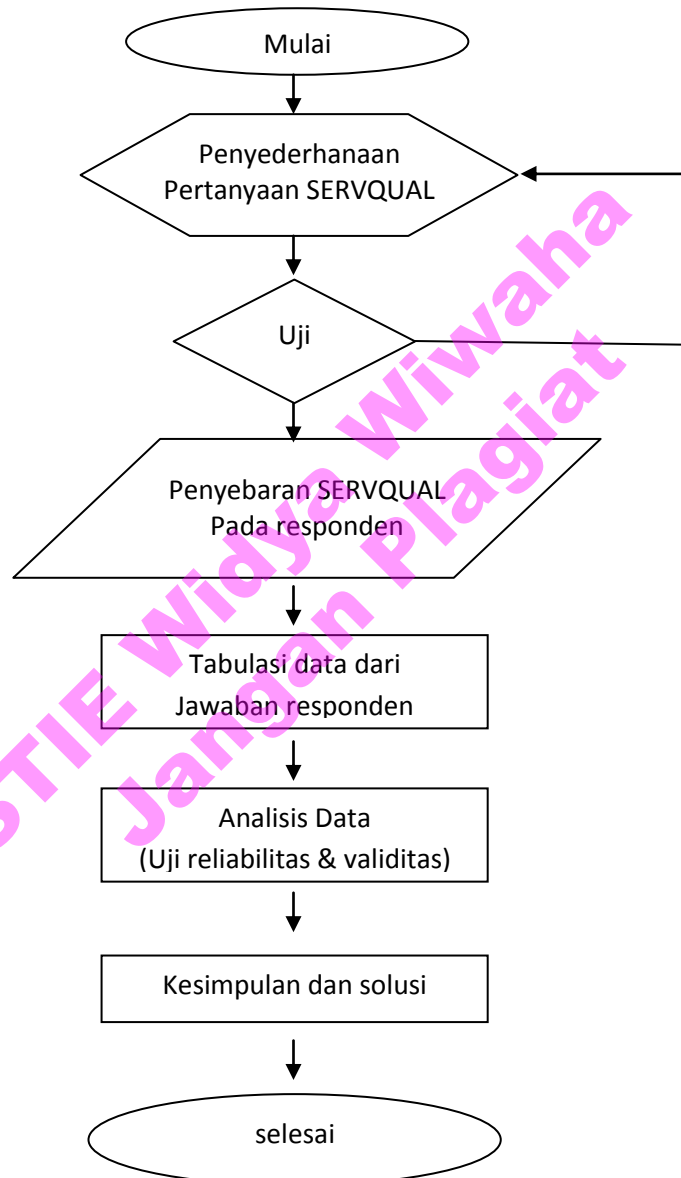 Mulai
Penyederhanaan
Pertanyaan SERVQUAL
Uji
Penyebaran SERVQUAL
Pada responden
Tabulasi data dari
Jawaban responden
Analisis Data
(Uji reliabilitas & validitas)
Kesimpulan dan solusi
selesai
STIE Widya Wiwaha
Jangan Plagiat